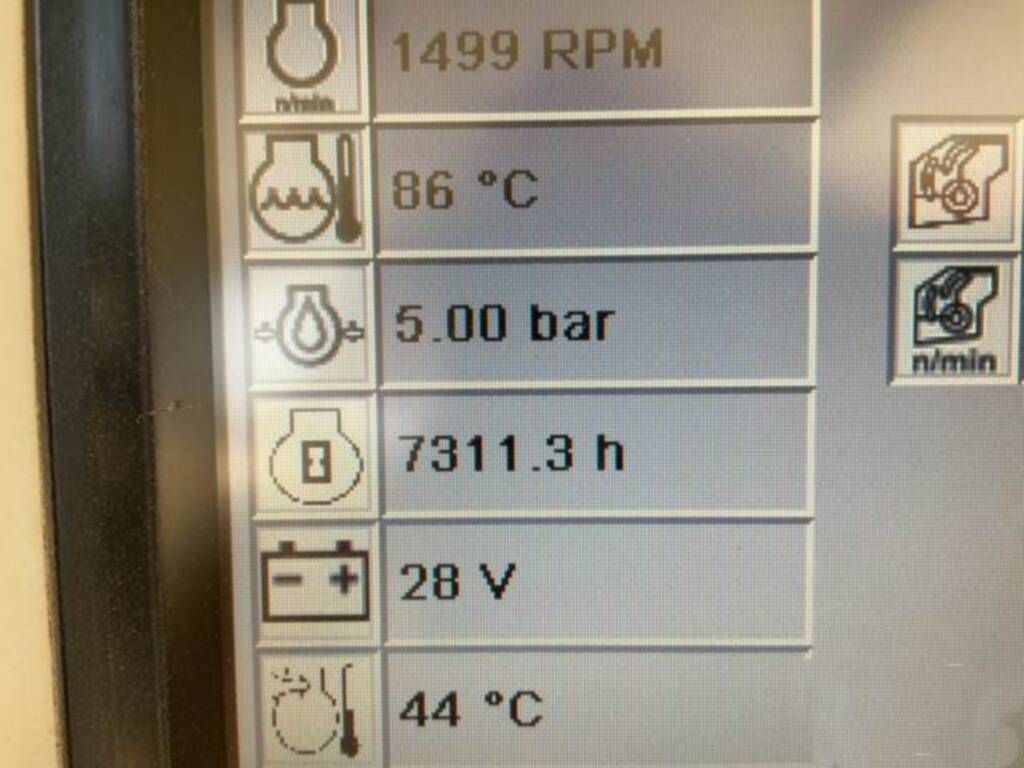 1499 RPM
n/min
86 °C
5.00 bar
n/min
7311.3 h
28 V
44 °C